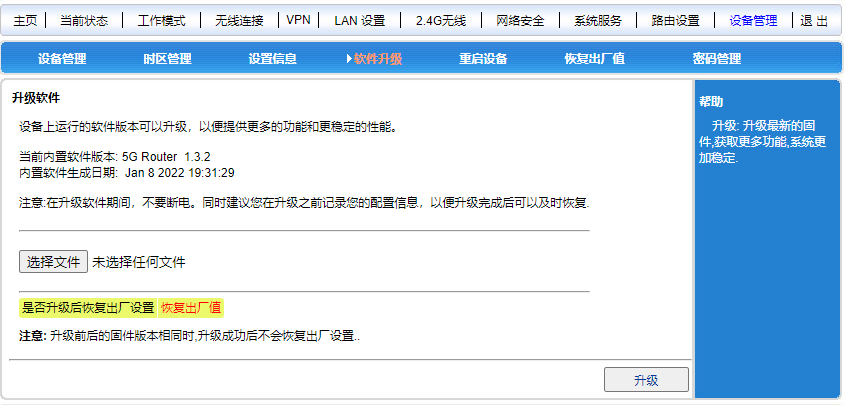 主页 当前状态 工作模式 无线连接 VPN LAN 设置 2.4G无线 网络安全 系统服务 路由设置 设备管理 退 出
设备管理 时区管理 设置信息 软件升级 重启设备 恢复出厂值 密码管理
升级软件
设备上运行的软件版本可以升级，以便提供更多的功能和更稳定的性能。
当前内置软件版本: 5G Router 1.3.2
内置软件生成日期: Jan 8 2022 19:31:29
注意:在升级软件期间，不要断电。同时建议您在升级之前记录您的配置信息，以便升级完成后可以及时恢复.
选择文件 未选择任何文件
是否升级后恢复出厂设置 恢复出厂值
注意: 升级前后的固件版本相同时,升级成功后不会恢复出厂设置..
升级
帮助
升级: 升级最新的固
件,获取更多功能,系统更
加稳定.